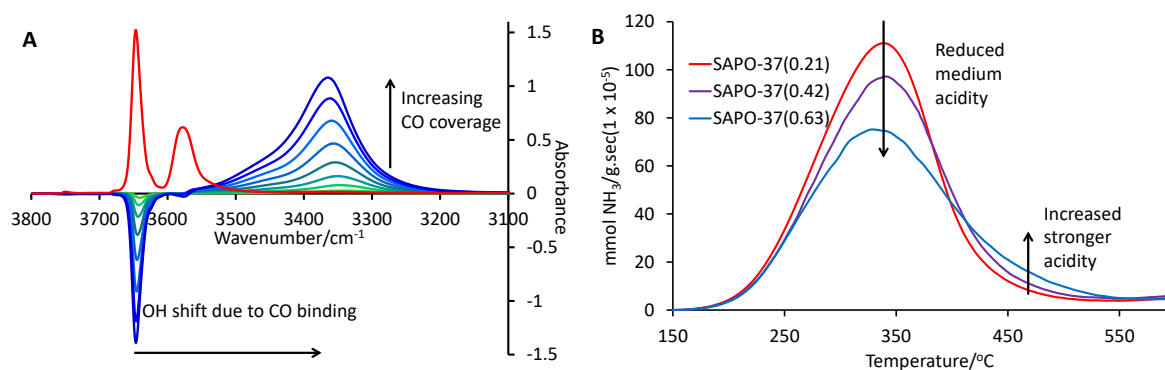 A
1.5
1
0.5
0
-0.5
-1
-1.5
Absorbance
Increasing
CO coverage
3800 3700 3600 3500 3400 3300 3200 3100
Wavenumber/cm⁻¹
OH shift due to CO binding
B
120
100
80
60
40
20
0
mmol NH₃/g.sec(1 x 10⁻⁵)
SAPO-37(0.21)
SAPO-37(0.42)
SAPO-37(0.63)
Reduced
medium
acidity
Increased
stronger
acidity
150 250 350 450 550
Temperature/°C